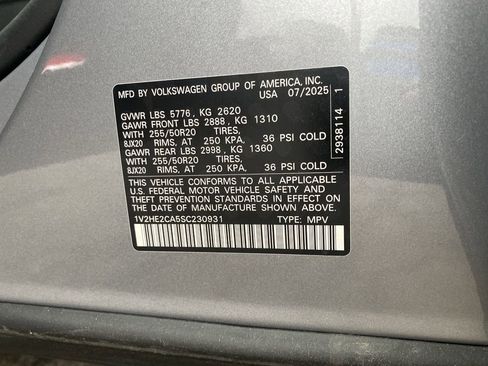 MFD BY VOLKSWAGEN GROUP OF AMERICA, INC.
USA 07/2025
GVWR LBS 5776, KG 2620
GAWR FRONT LBS 2888, KG 1310
WITH 255/50R20 TIRES,
8JX20 RIMS, AT 250 KPA, 36 PSI COLD
GAWR REAR LBS 2998, KG 1360
WITH 255/50R20 TIRES,
8JX20 RIMS, AT 250 KPA, 36 PSI COLD
THIS VEHICLE CONFORMS TO ALL APPLICABLE
U.S. FEDERAL MOTOR VEHICLE SAFETY AND
THEFT PREVENTION STANDARDS IN EFFECT ON
THE DATE OF MANUFACTURE SHOWN ABOVE.
1V2HE2CA5SC230931 TYPE: MPV
2938114 1